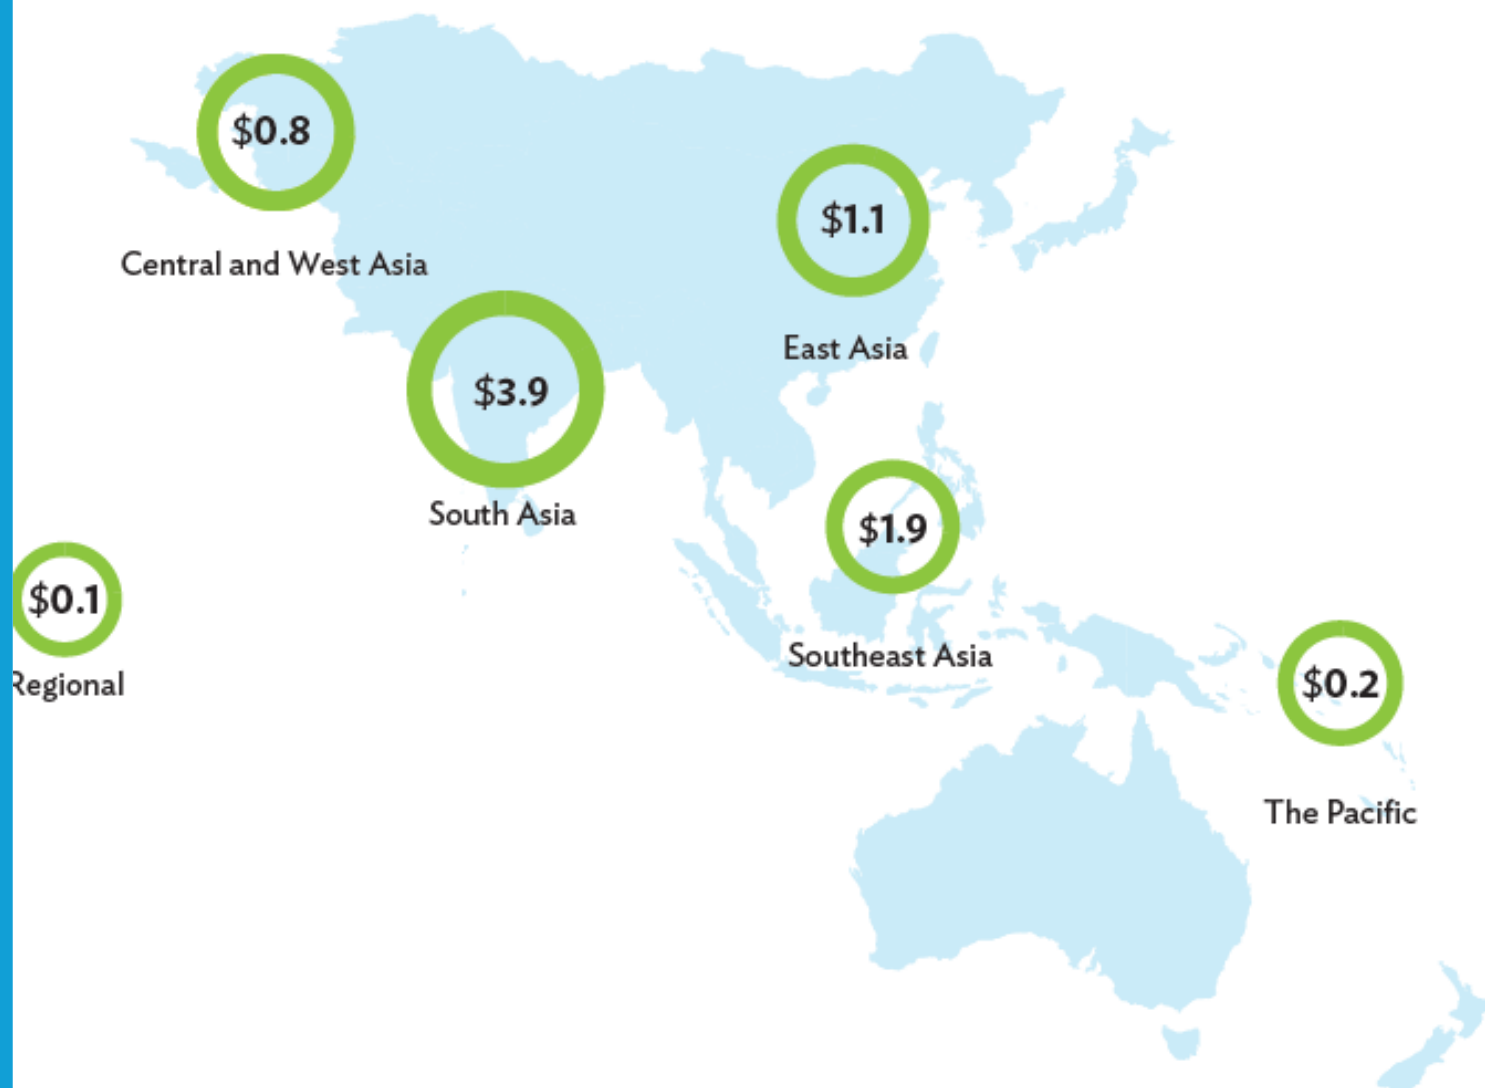 $0.8
Central and West Asia
$1.1
East Asia
$3.9
South Asia
$1.9
Southeast Asia
$0.1
Regional
$0.2
The Pacific